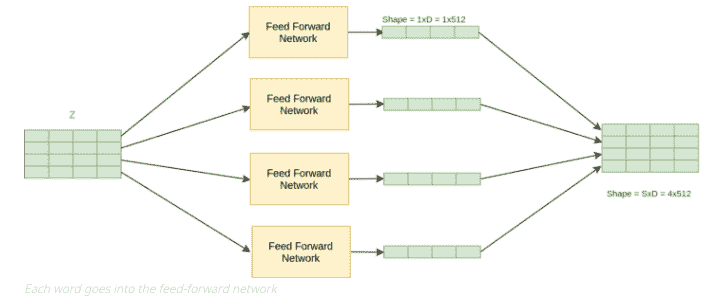 Feed Forward
Network
Shape = 1xD = 1x512
Z
Feed Forward
Network
Feed Forward
Network
Shape = SxD = 4x512
Feed Forward
Network
Each word goes into the feed-forward network